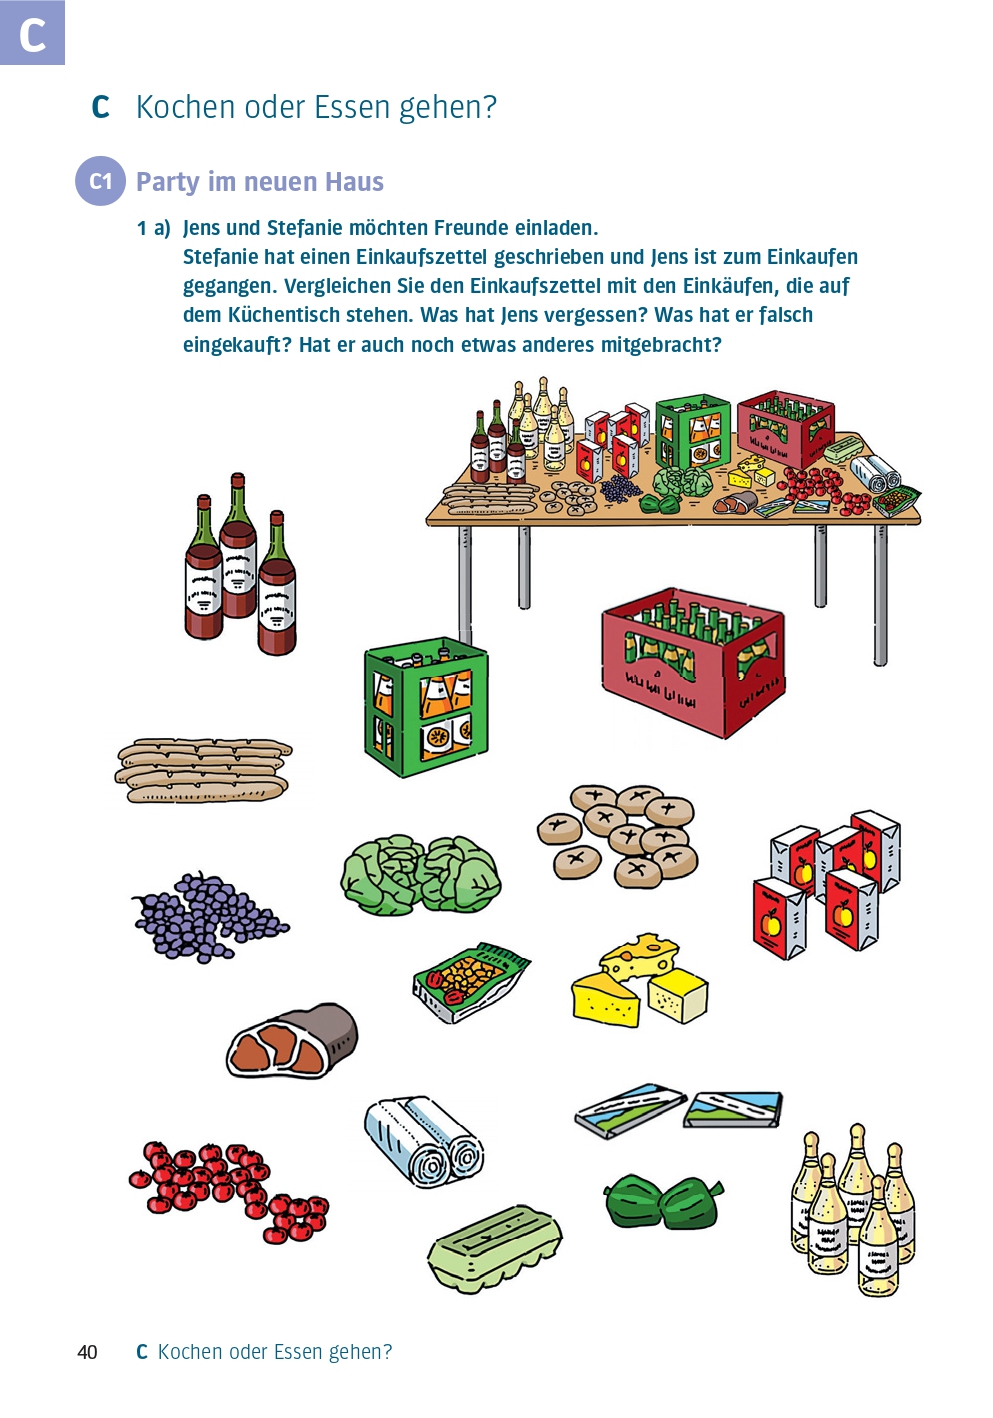 C
C Kochen oder Essen gehen?
C1 Party im neuen Haus
1 a) Jens und Stefanie möchten Freunde einladen.
Stefanie hat einen Einkaufszettel geschrieben und Jens ist zum Einkaufen
gegangen. Vergleichen Sie den Einkaufszettel mit den Einkäufen, die auf
dem Küchentisch stehen. Was hat Jens vergessen? Was hat er falsch
eingekauft? Hat er auch noch etwas anderes mitgebracht?
40 C Kochen oder Essen gehen?